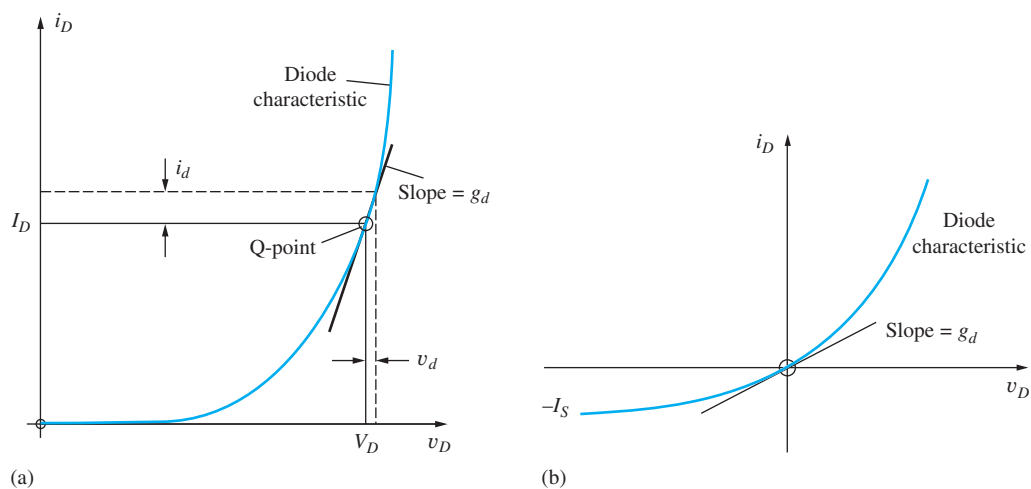 i_D
Diode
characteristic
i_d
Slope = g_d
I_D
Q-point
v_d
V_D
v_D
(a)
i_D
Diode
characteristic
Slope = g_d
v_D
–I_S
(b)